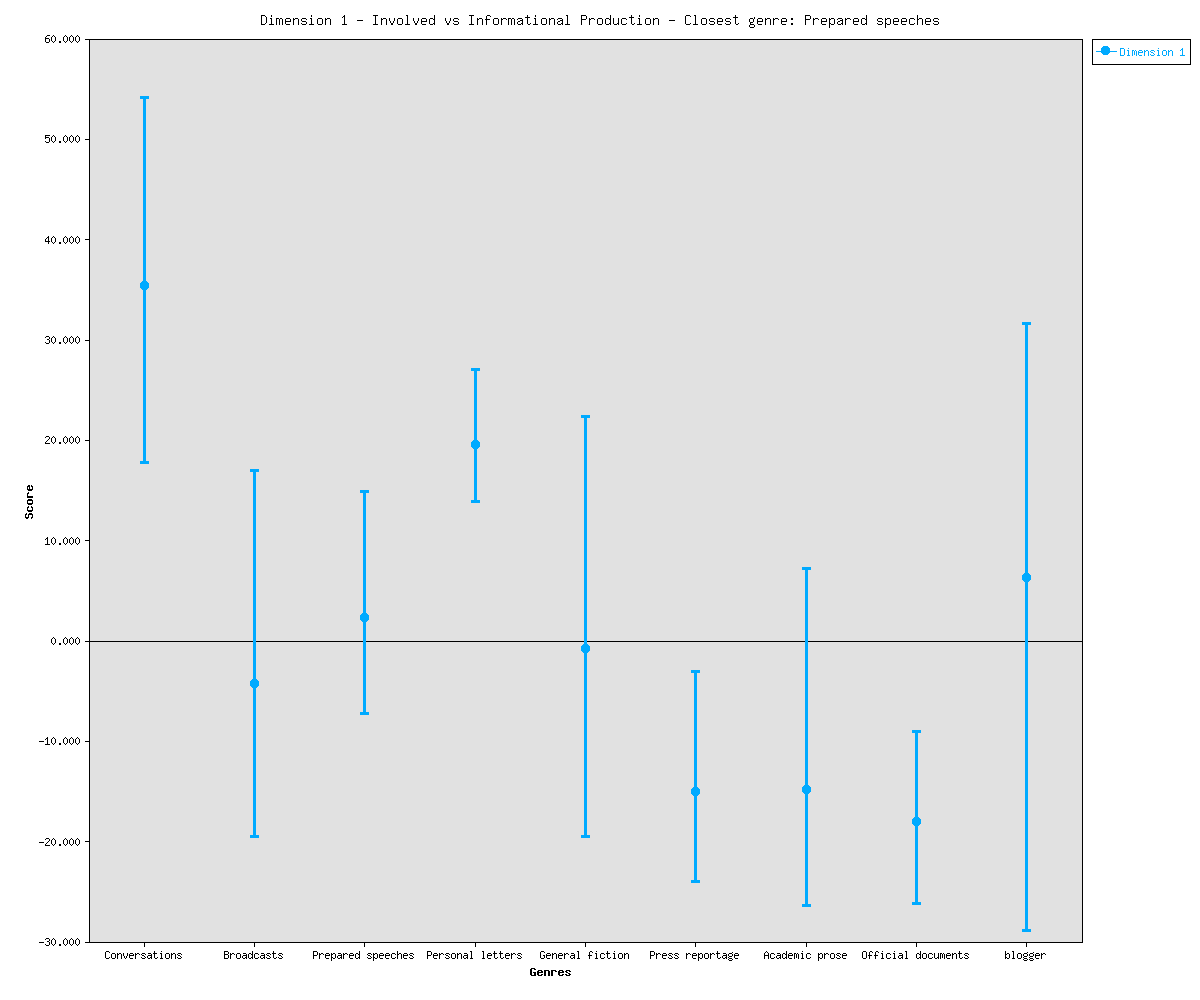 Dimension 1 - Involved vs Informational Production - Closest genre: Prepared speeches
60.000
50.000
40.000
30.000
20.000
10.000
0.000
-10.000
-20.000
-30.000
Score
Conversations Broadcasts Prepared speeches Personal letters General fiction Press reportage Academic prose Official documents blogger
Genres
Dimension 1